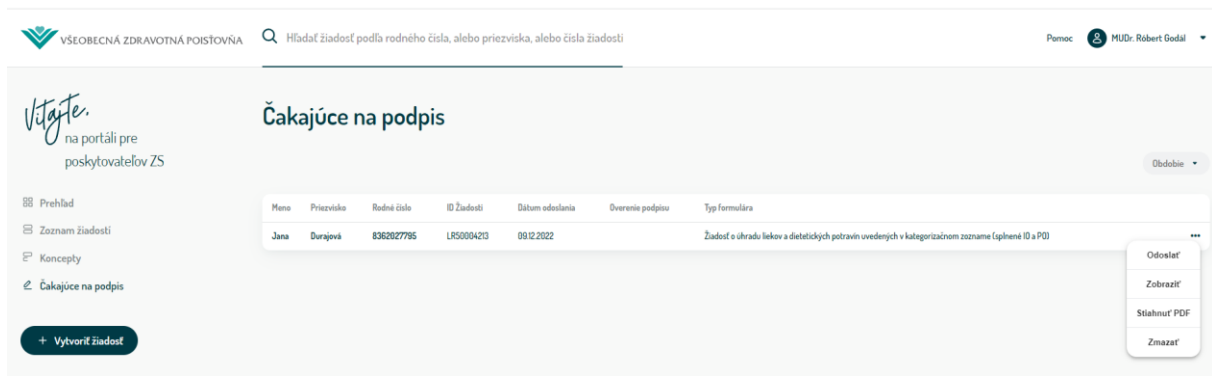 VŠEOBECNÁ ZDRAVOTNÁ POISŤOVŇA
Hľadať žiadosť podľa rodného čísla, alebo priezviska, alebo čísla žiadosti
Pomoc
MUDr. Róbert Godál
Vitajte,
na portáli pre
poskytovateľov ZS
Čakajúce na podpis
Obdobie
Prehľad
Zoznam žiadostí
Koncepty
Čakajúce na podpis
+ Vytvoriť žiadosť
Meno Priezvisko Rodné číslo ID Žiadosti Dátum odoslania Overenie podpisu Typ formulára
Jana Durajová 8362027795 LR50004213 09.12.2022 Žiadosť o úhradu liekov a dietetických potravín uvedených v kategorizačnom zozname (splnené IO a PO) •••
Odoslať
Zobraziť
Stiahnuť PDF
Zmazať